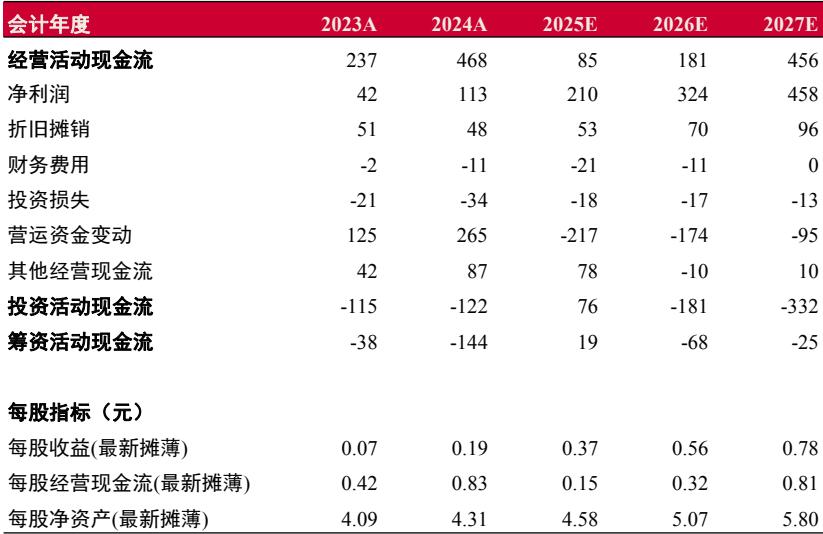 会计年度 2023A 2024A 2025E 2026E 2027E
经营活动现金流 237 468 85 181 456
净利润 42 113 210 324 458
折旧摊销 51 48 53 70 96
财务费用 -2 -11 -21 -11 0
投资损失 -21 -34 -18 -17 -13
营运资金变动 125 265 -217 -174 -95
其他经营现金流 42 87 78 -10 10
投资活动现金流 -115 -122 76 -181 -332
筹资活动现金流 -38 -144 19 -68 -25
每股指标（元）
每股收益(最新摊薄) 0.07 0.19 0.37 0.56 0.78
每股经营现金流(最新摊薄) 0.42 0.83 0.15 0.32 0.81
每股净资产(最新摊薄) 4.09 4.31 4.58 5.07 5.80